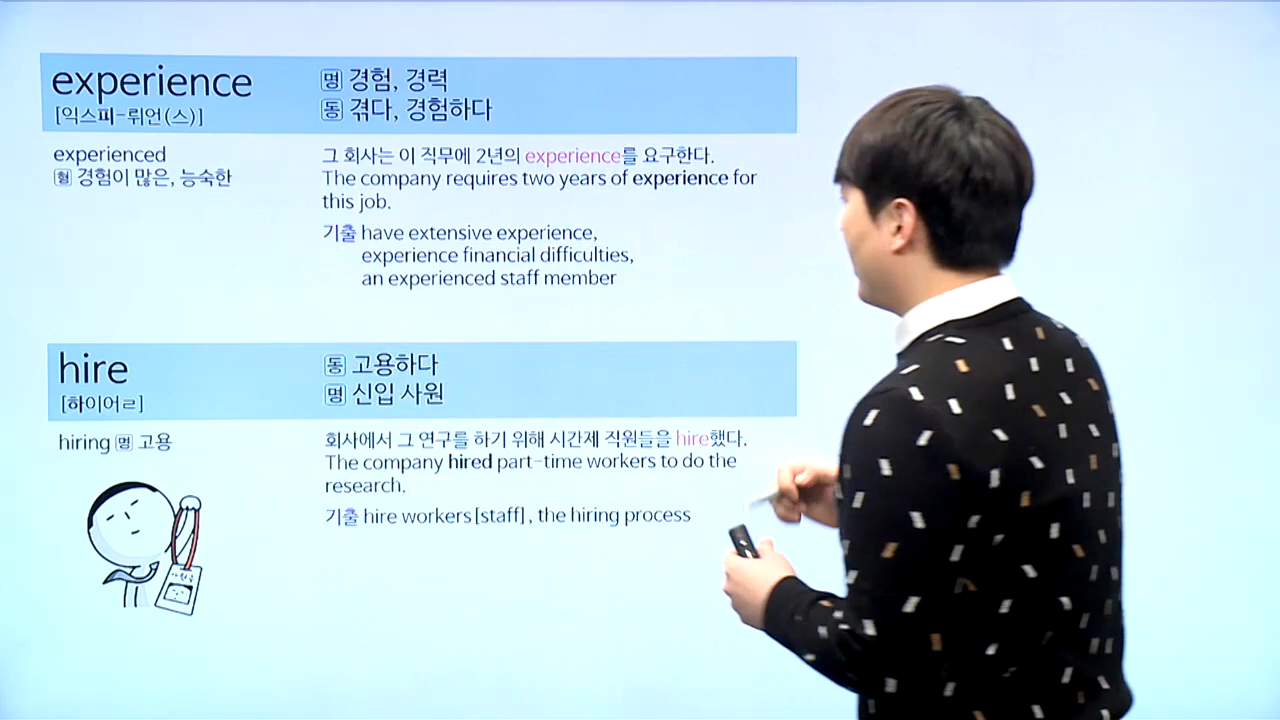 experience
[익스피-뤼언(스)]
명 경험, 경력
동 겪다, 경험하다
experienced
형 경험이 많은, 능숙한
그 회사는 이 직무에 2년의 experience를 요구한다.
The company requires two years of experience for
this job.
기출 have extensive experience,
experience financial difficulties,
an experienced staff member
hire
[하이어ㄹ]
동 고용하다
명 신입 사원
hiring 명 고용
회사에서 그 연구를 하기 위해 시간제 직원들을 hire했다.
The company hired part-time workers to do the
research.
기출 hire workers[staff], the hiring process